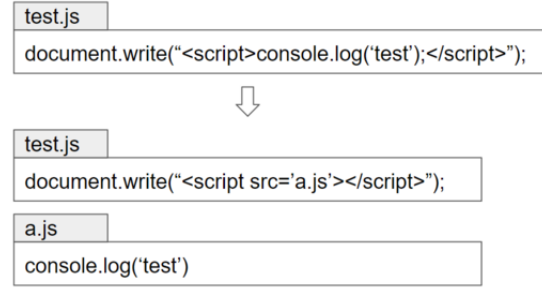 test.js
document.write(“<script>console.log(‘test’);</script>”);
test.js
document.write(“<script src=’a.js’></script>”);
a.js
console.log(‘test’)